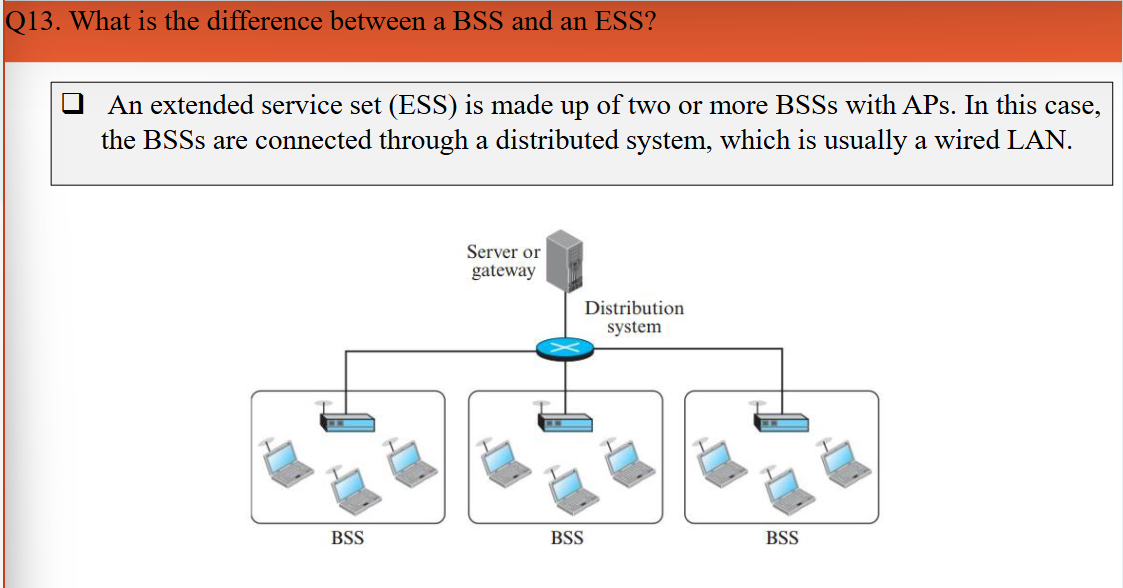 Q13. What is the difference between a BSS and an ESS?
❑ An extended service set (ESS) is made up of two or more BSSs with APs. In this case,
the BSSs are connected through a distributed system, which is usually a wired LAN.
Server or
gateway
Distribution
system
BSS
BSS
BSS